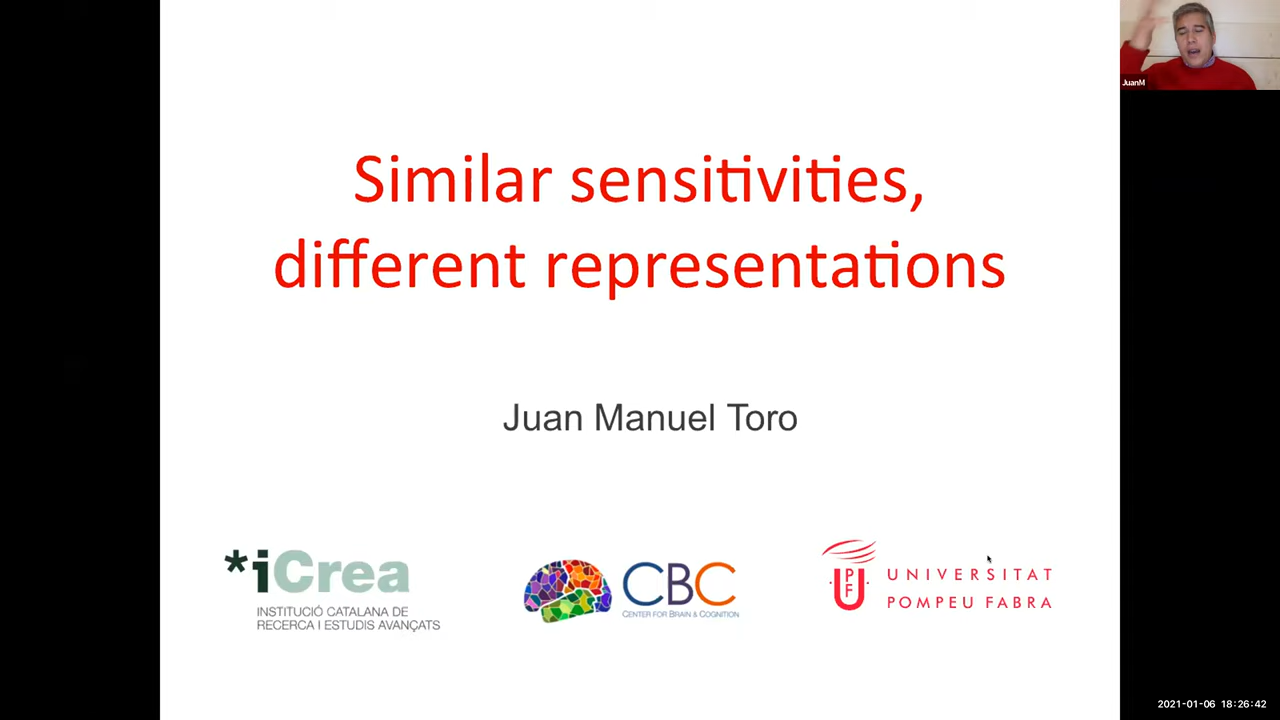 JuanM
Similar sensitivities,
different representations
Juan Manuel Toro
*iCrea
INSTITUCIÓ CATALANA DE
RECERCA I ESTUDIS AVANÇATS
CBC
CENTER FOR BRAIN & COGNITION
UPF
UNIVERSITAT
POMPEU FABRA
2021-01-06 18:26:42